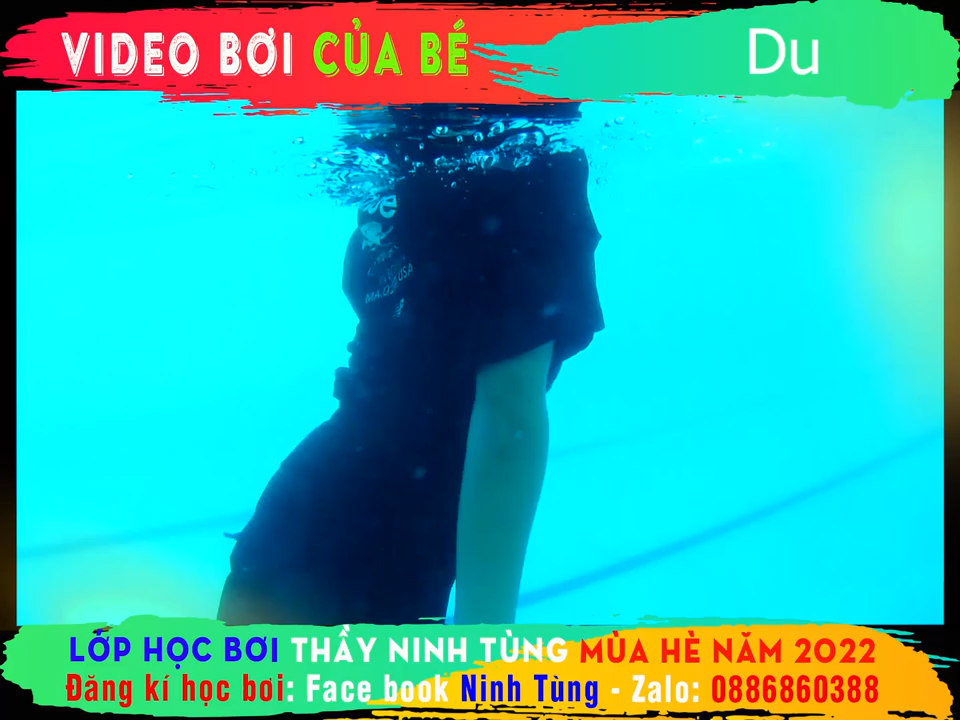 VIDEO BƠI CỦA BÉ
Du
USA
LỚP HỌC BƠI THẦY NINH TÙNG MÙA HÈ NĂM 2022
Đăng kí học bơi: Face book Ninh Tùng - Zalo: 0886860388